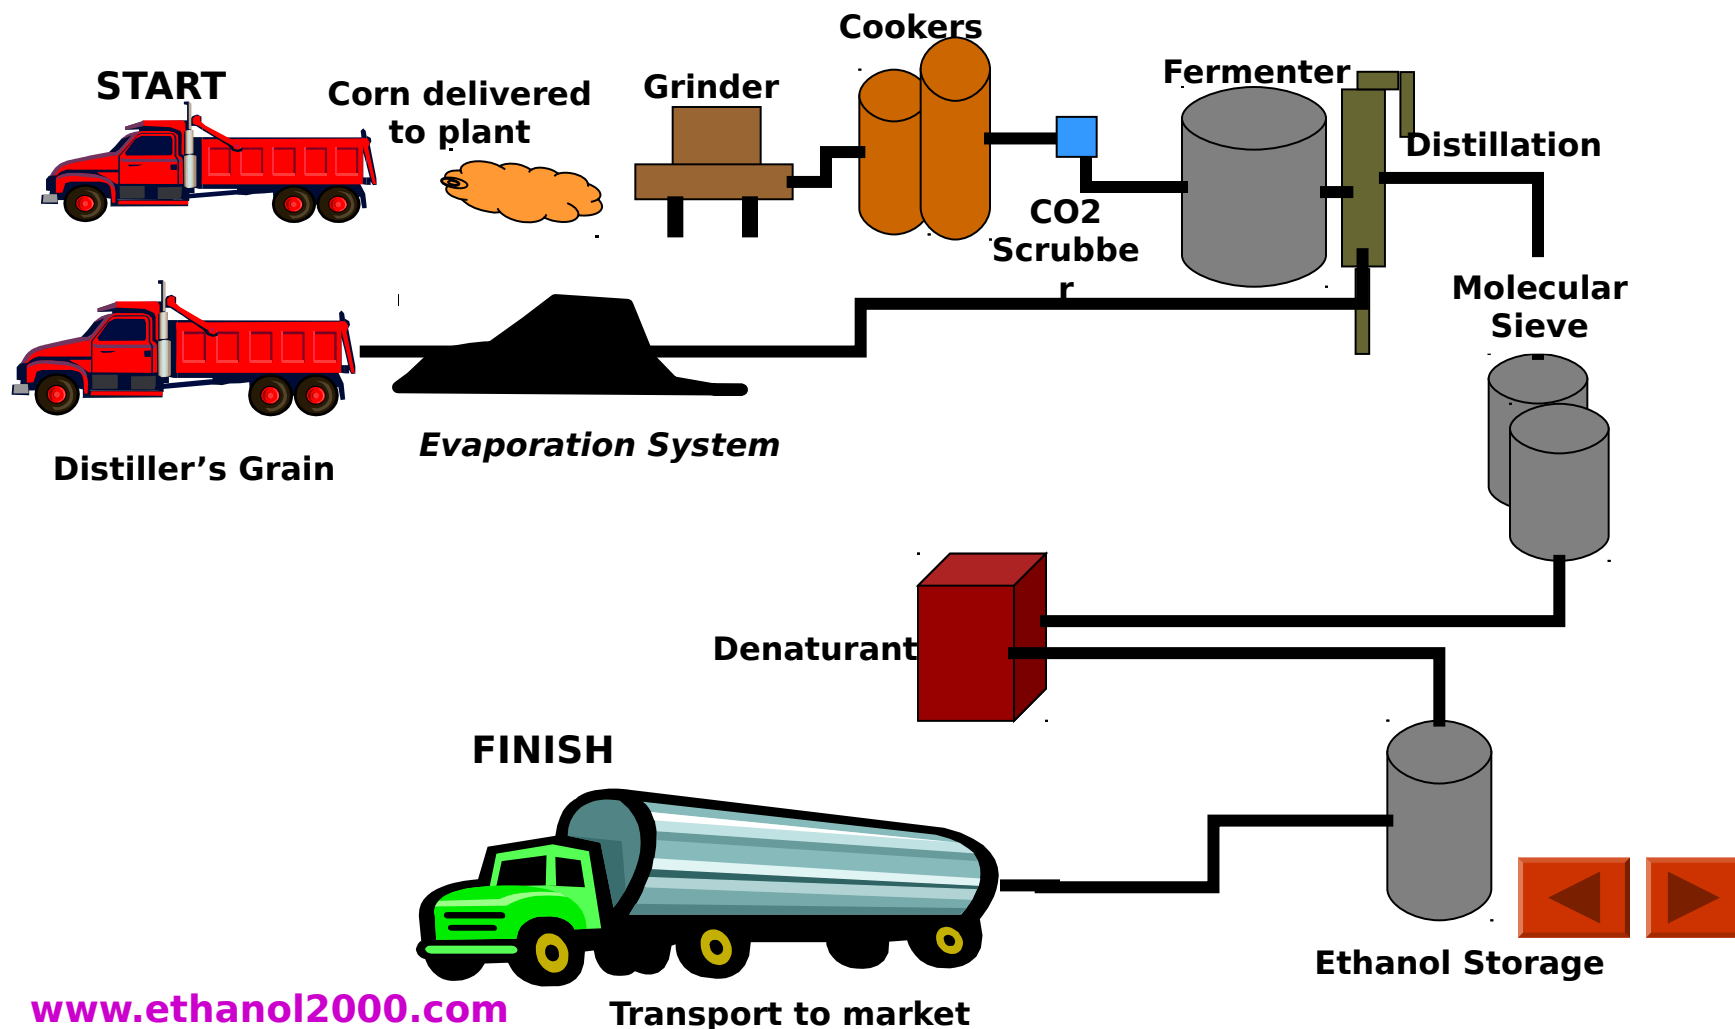 START
Corn delivered
to plant
Grinder
Cookers
CO2
Scrubbe
r
Fermenter
Distillation
Molecular
Sieve
Distiller’s Grain
Evaporation System
Denaturant
FINISH
Ethanol Storage
Transport to market
www.ethanol2000.com